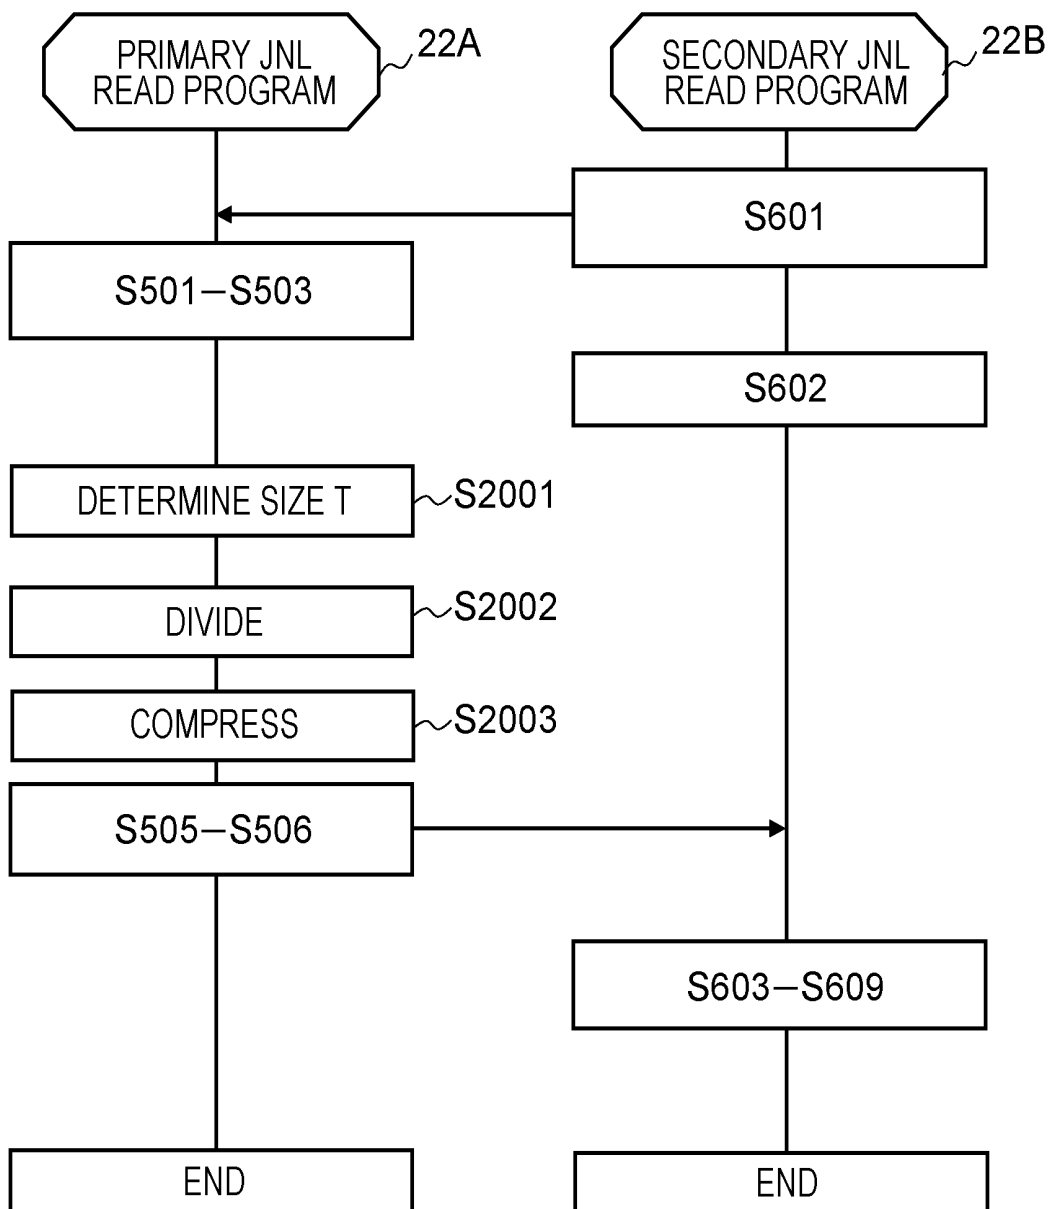 PRIMARY JNL
READ PROGRAM
22A
SECONDARY JNL
READ PROGRAM
22B
S601
S501–S503
S602
DETERMINE SIZE T
S2001
DIVIDE
S2002
COMPRESS
S2003
S505–S506
S603–S609
END
END